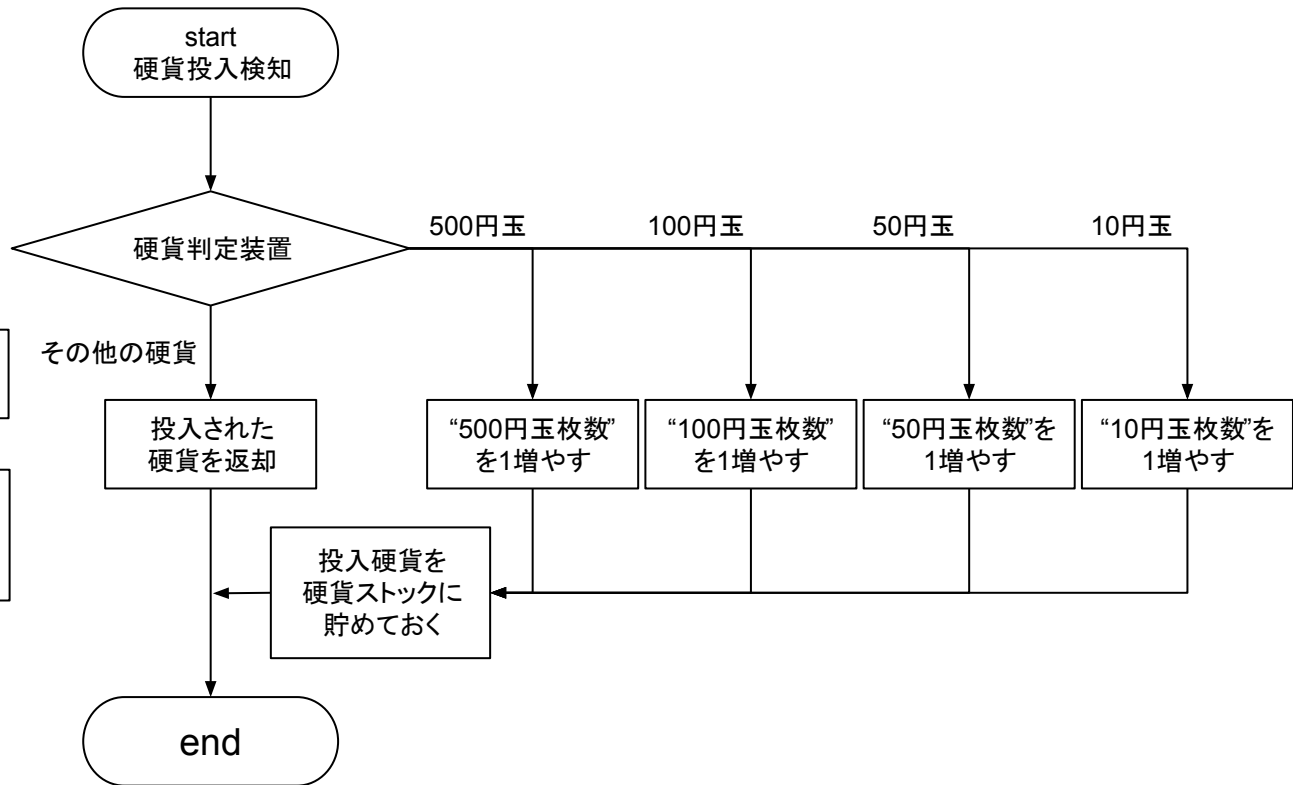 start
硬貨投入検知
硬貨判定装置
500円玉
100円玉
50円玉
10円玉
その他の硬貨
投入された
硬貨を返却
“500円玉枚数”
を1増やす
“100円玉枚数”
を1増やす
“50円玉枚数”を
1増やす
“10円玉枚数”を
1増やす
投入硬貨を
硬貨ストックに
貯めておく
end